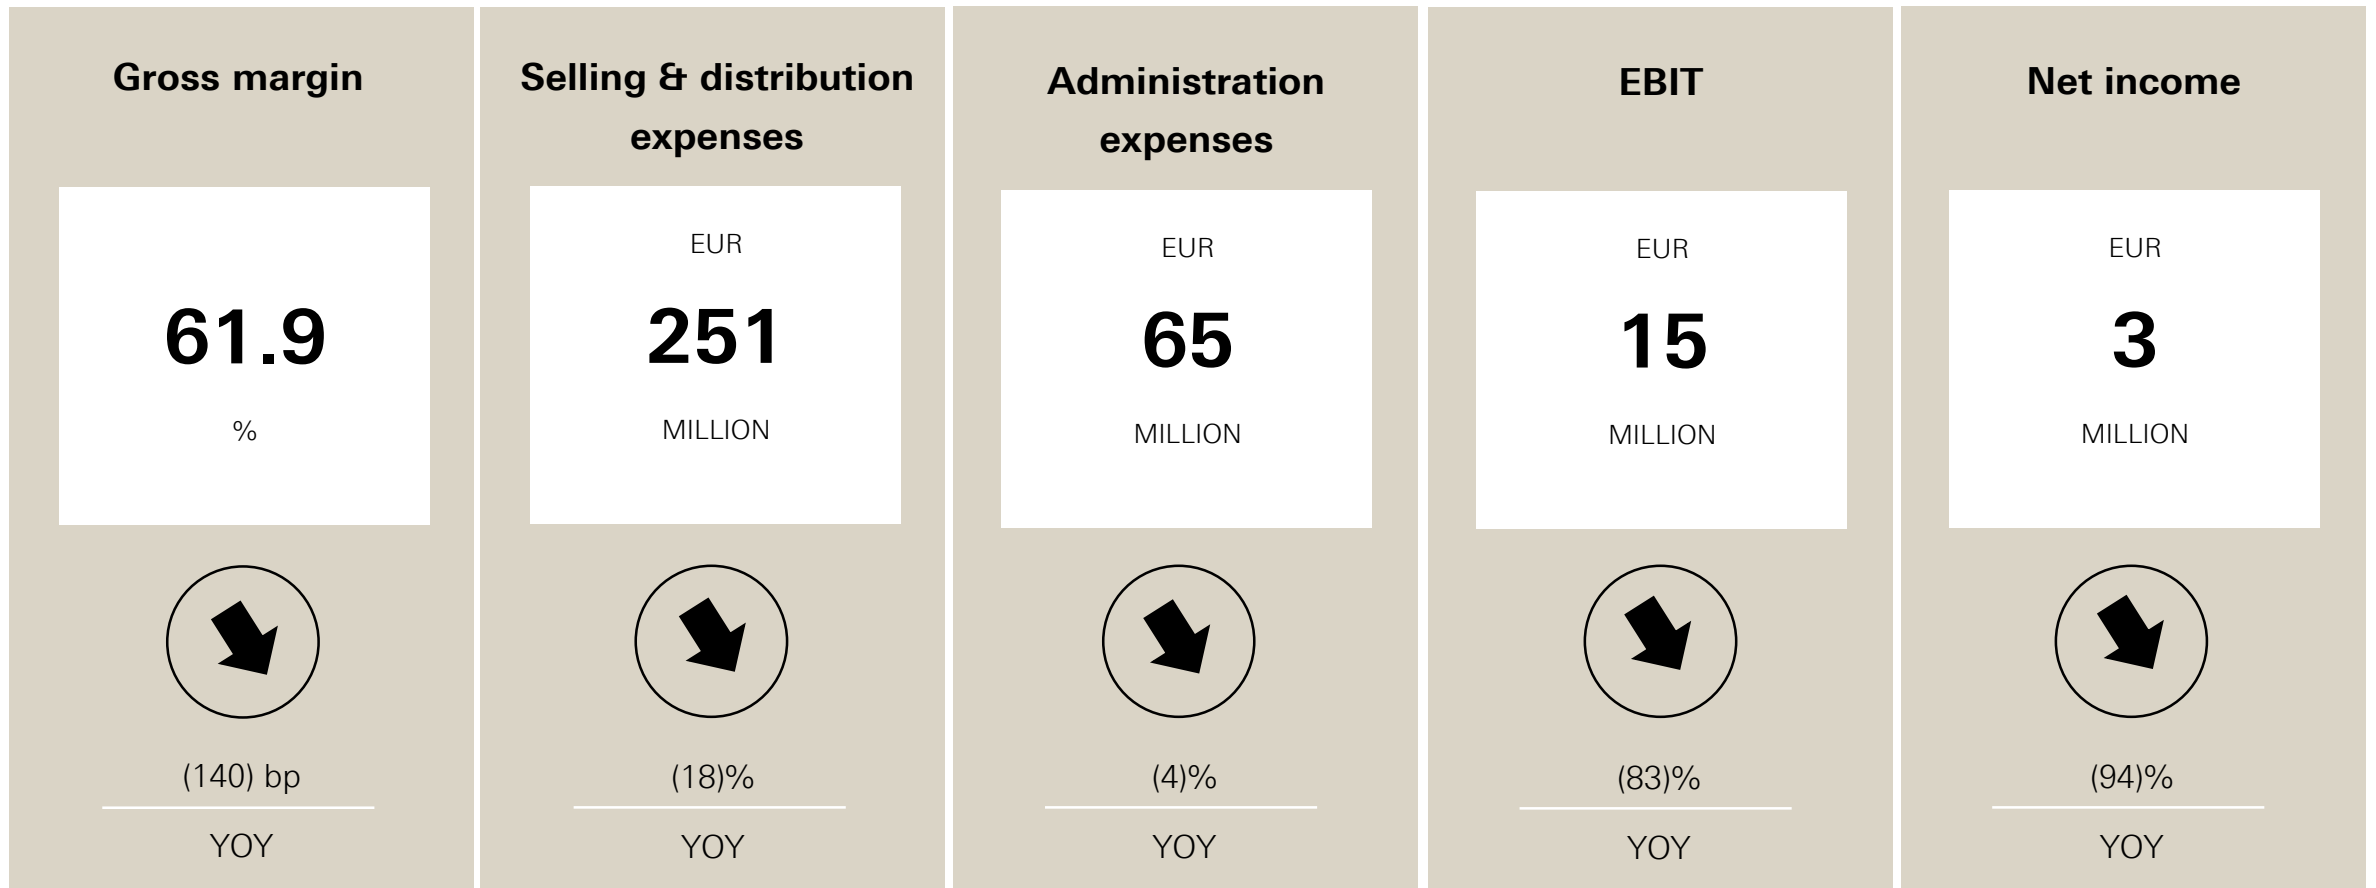 Gross margin
61.9
%
(140) bp
YOY
Selling & distribution
expenses
EUR
251
MILLION
(18)%
YOY
Administration
expenses
EUR
65
MILLION
(4)%
YOY
EBIT
EUR
15
MILLION
(83)%
YOY
Net income
EUR
3
MILLION
(94)%
YOY